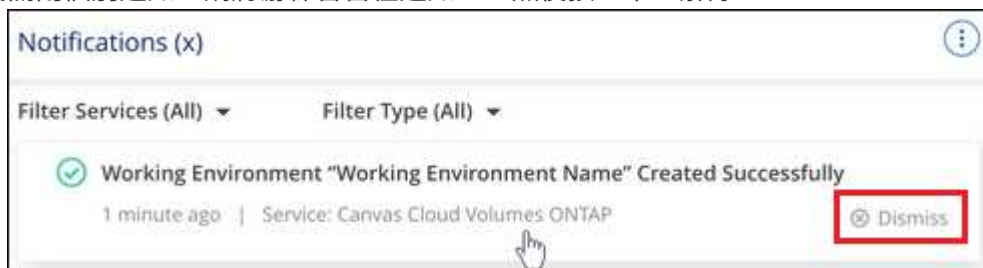 Notifications (x)
Filter Services (All)
Filter Type (All)
Working Environment “Working Environment Name” Created Successfully
1 minute ago | Service: Canvas Cloud Volumes ONTAP
Dismiss